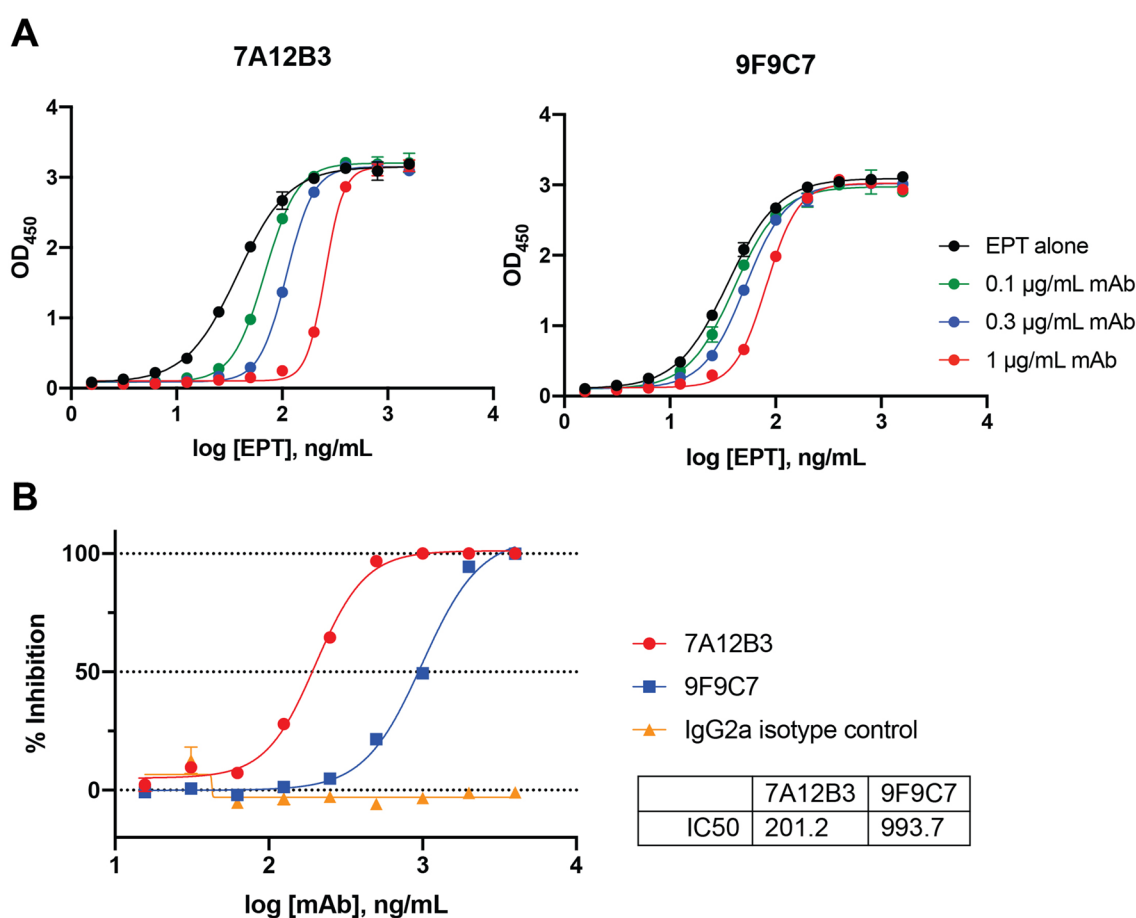 A
7A12B3
9F9C7
4
3
2
1
0
OD450
0
1
2
3
4
log [EPT], ng/mL
4
3
2
1
0
OD450
0
1
2
3
4
log [EPT], ng/mL
EPT alone
0.1 µg/mL mAb
0.3 µg/mL mAb
1 µg/mL mAb
B
100
50
0
% Inhibition
1
2
3
4
log [mAb], ng/mL
7A12B3
9F9C7
IgG2a isotype control
7A12B3 9F9C7
IC50 201.2 993.7